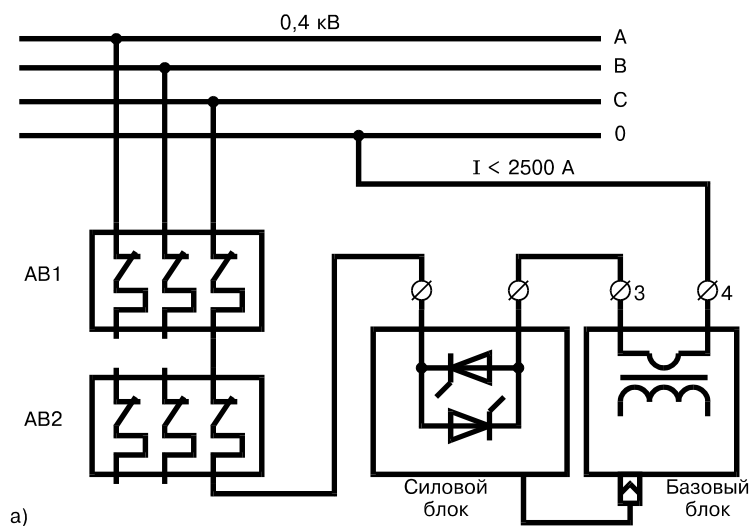 0,4 кВ
A
B
C
0
I < 2500 A
АВ1
3
4
АВ2
Силовой
блок
Базовый
блок
а)